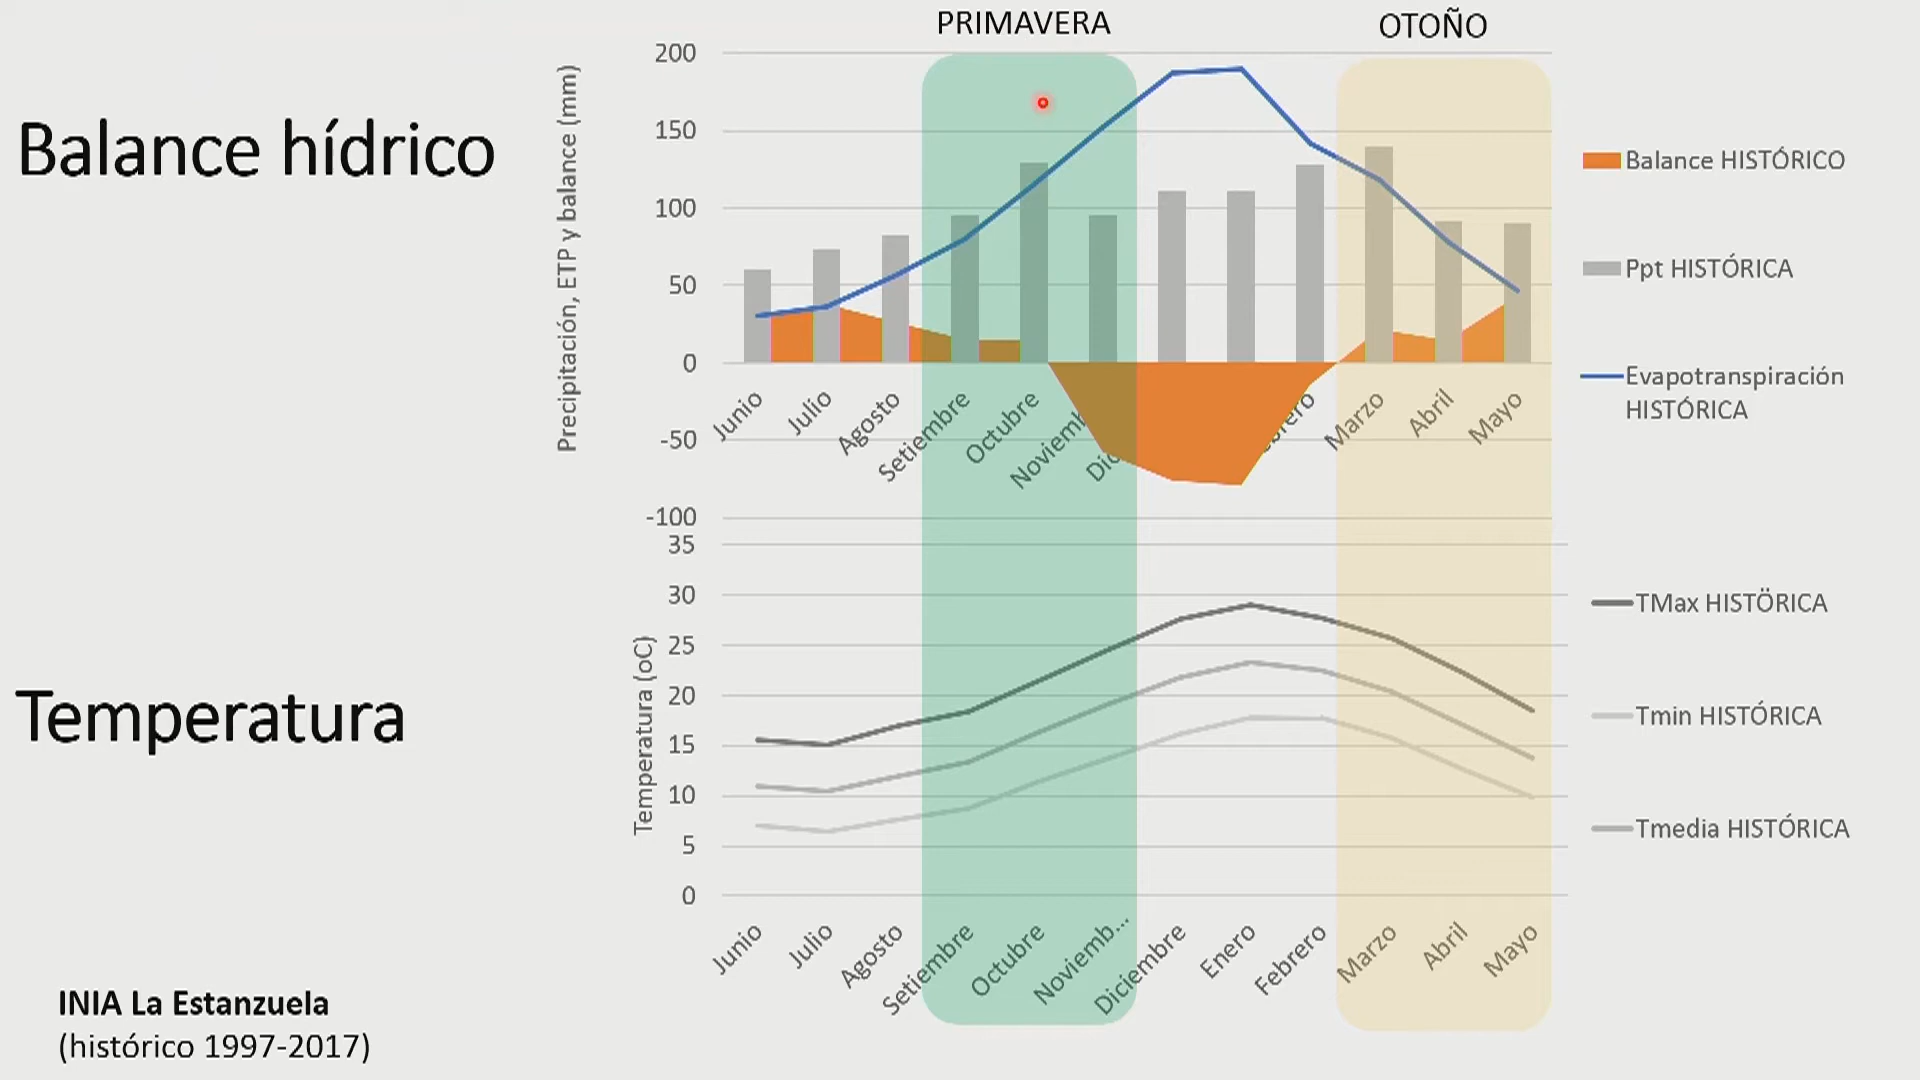 PRIMAVERA
OTOÑO
Balance hídrico
Precipitación, ETP y balance (mm)
200
150
100
50
0
-50
-100
Junio
Julio
Agosto
Setiembre
Octubre
Marzo
Abril
Mayo
Balance HISTÓRICO
Ppt HISTÓRICA
Evapotranspiración
HISTÓRICA
Temperatura
Temperatura (oC)
35
30
25
20
15
10
5
0
Junio
Julio
Agosto
Setiembre
Octubre
Noviemb...
Diciembre
Enero
Febrero
Marzo
Abril
Mayo
TMax HISTÖRICA
Tmin HISTÓRICA
Tmedia HISTÓRICA
INIA La Estanzuela
(histórico 1997-2017)